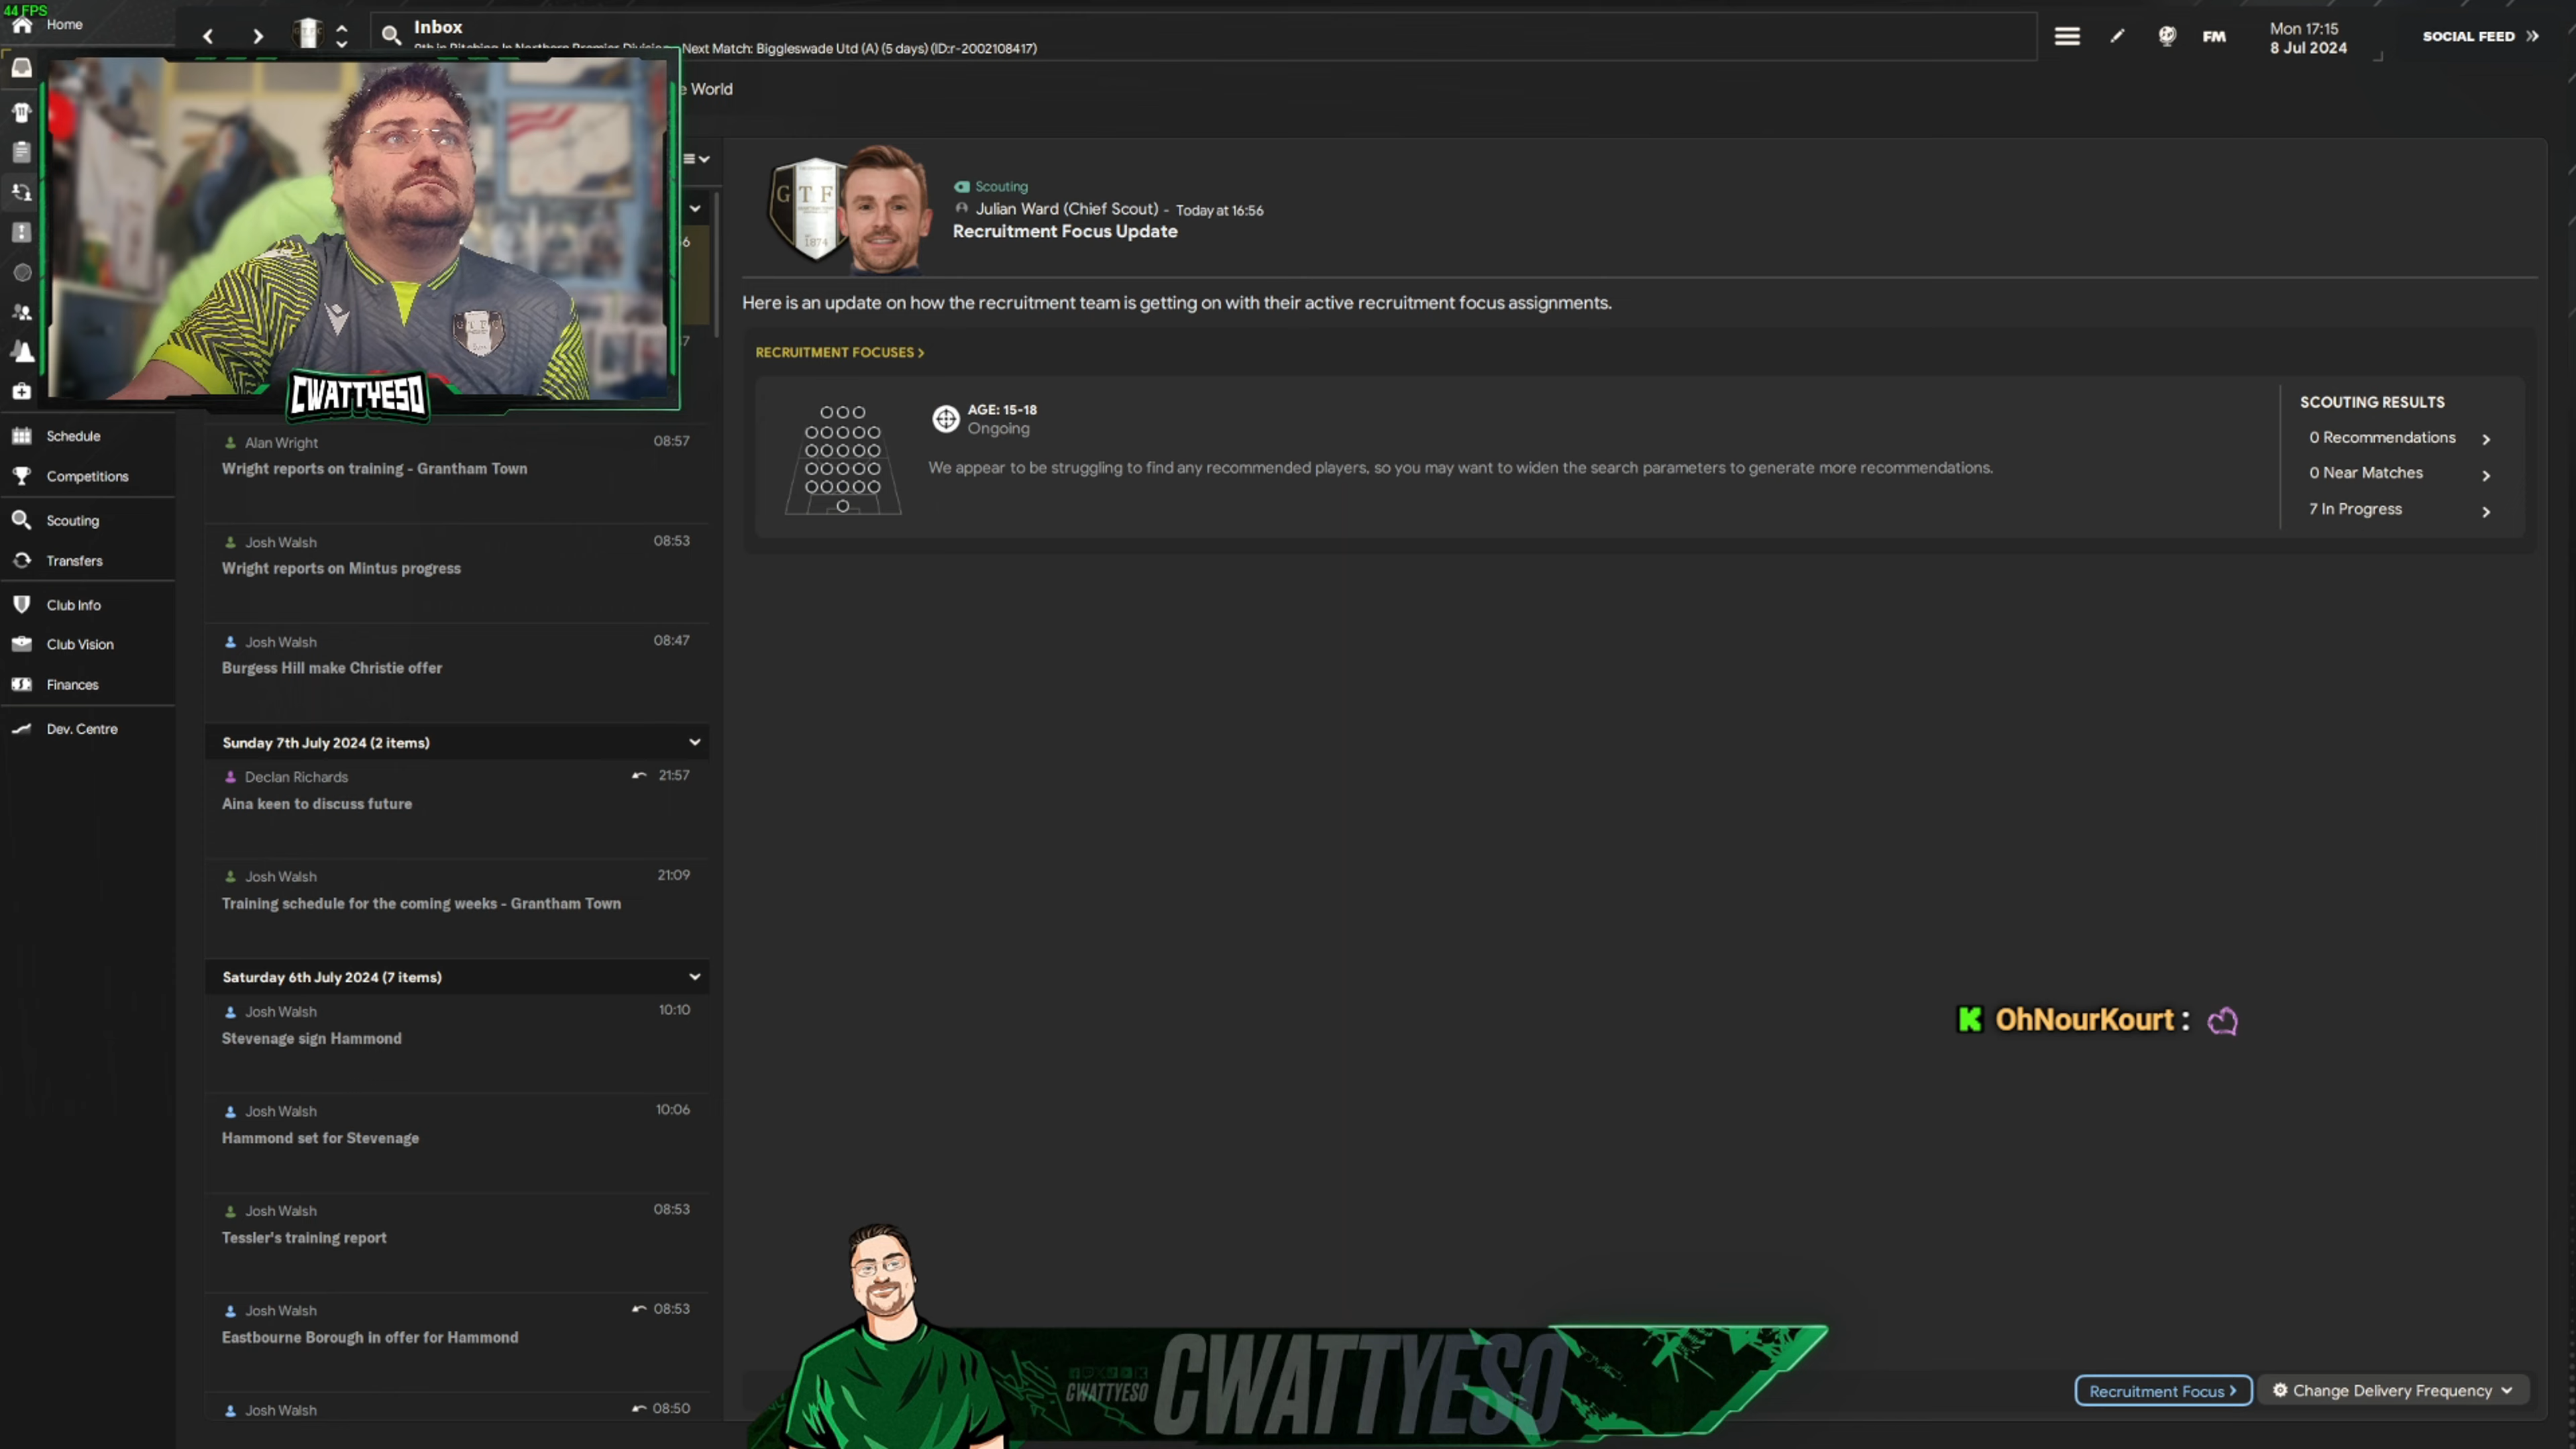 44 FPS
Home
Inbox
9th in Pitching In Northern Premier Division - Next Match: Biggleswade Utd (A) (5 days) (ID:r-2002108417)
FM
Mon 17:15
8 Jul 2024
SOCIAL FEED
e World
G T F
1874
Scouting
Julian Ward (Chief Scout) - Today at 16:56
Recruitment Focus Update
Here is an update on how the recruitment team is getting on with their active recruitment focus assignments.
RECRUITMENT FOCUSES
AGE: 15-18
Ongoing
We appear to be struggling to find any recommended players, so you may want to widen the search parameters to generate more recommendations.
SCOUTING RESULTS
0 Recommendations
0 Near Matches
7 In Progress
6
7
G T F C
CWATTYESO
Schedule
Competitions
Scouting
Transfers
Club Info
Club Vision
Finances
Dev. Centre
Alan Wright 08:57
Wright reports on training - Grantham Town
Josh Walsh 08:53
Wright reports on Mintus progress
Josh Walsh 08:47
Burgess Hill make Christie offer
Sunday 7th July 2024 (2 items)
Declan Richards 21:57
Aina keen to discuss future
Josh Walsh 21:09
Training schedule for the coming weeks - Grantham Town
Saturday 6th July 2024 (7 items)
Josh Walsh 10:10
Stevenage sign Hammond
Josh Walsh 10:06
Hammond set for Stevenage
Josh Walsh 08:53
Tessler's training report
Josh Walsh 08:53
Eastbourne Borough in offer for Hammond
Josh Walsh 08:50
K OhNourKourt :
CWATTYESO
CWATTYESO
Recruitment Focus
Change Delivery Frequency